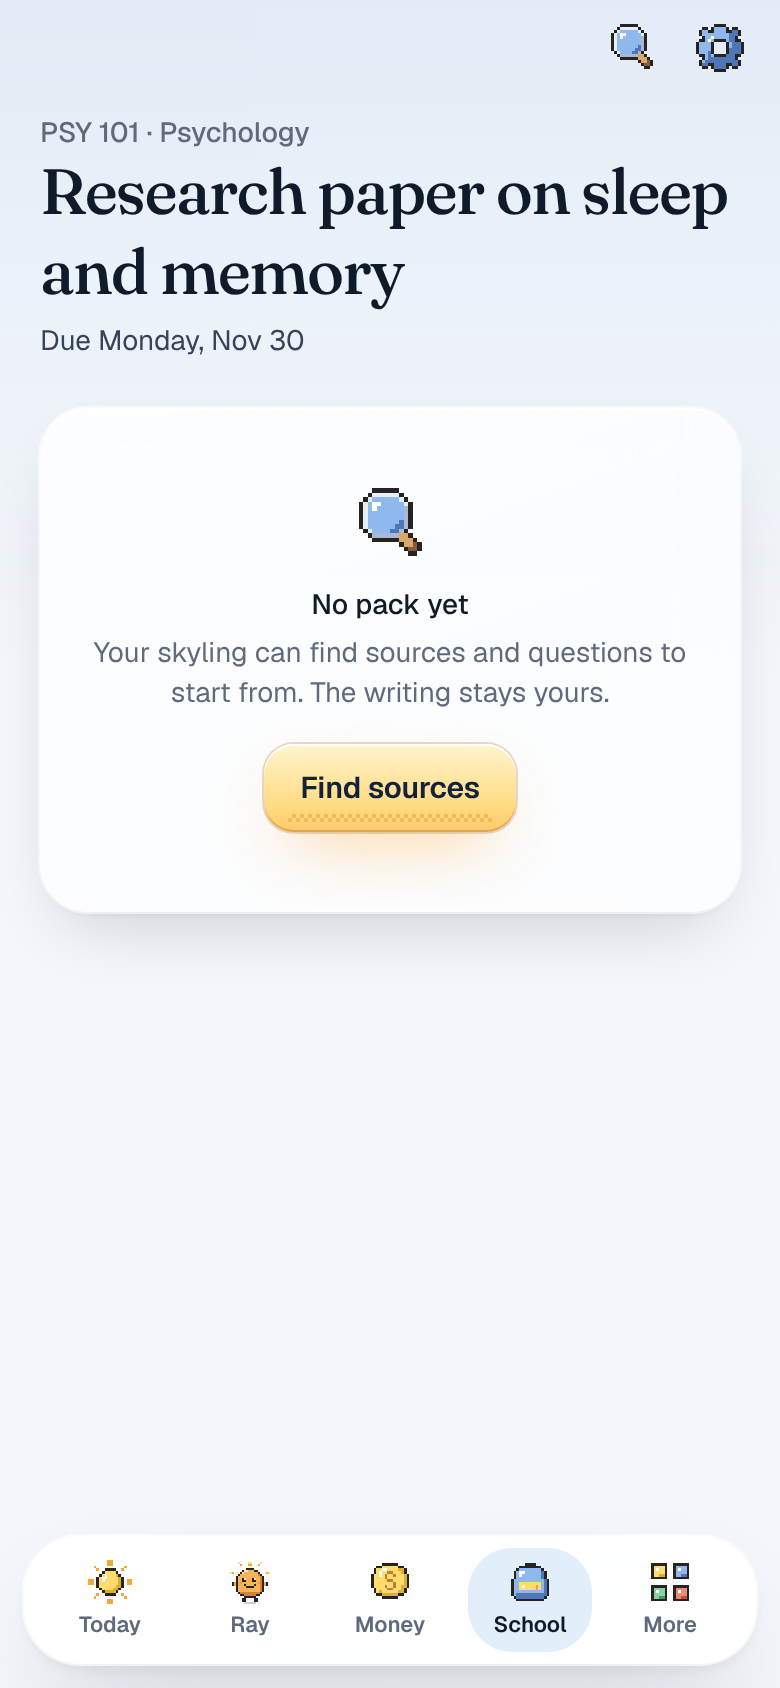 PSY 101 · Psychology
Research paper on sleep
and memory
Due Monday, Nov 30
No pack yet
Your skyling can find sources and questions to
start from. The writing stays yours.
Find sources
Today
Ray
Money
School
More